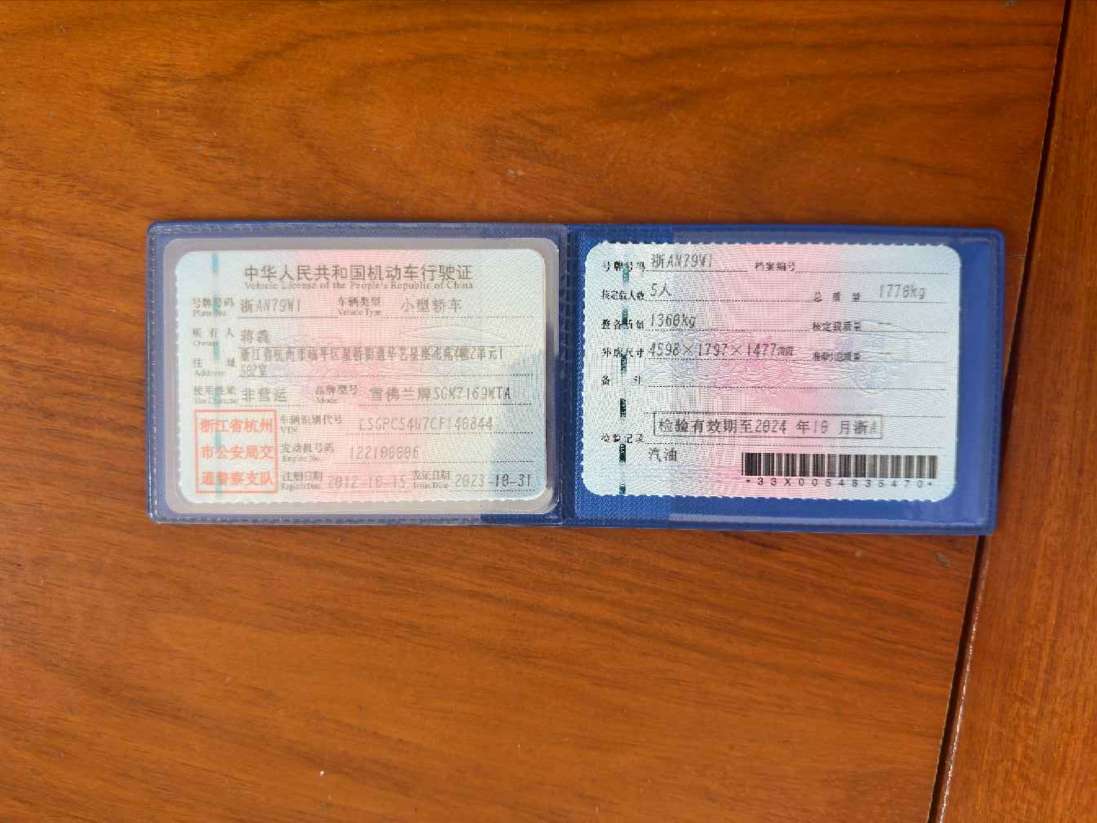 中华人民共和国机动车行驶证
Vehicle License of the People's Republic of China
号牌号码 浙AN79W1 车辆类型 小型轿车
Plate No. Vehicle Type
所有人
Owner
住址
Address 502室
使用性质 非营运 品牌型号 雪佛兰牌SGM7169MTA
Use Character Model
浙江省杭州
市公安局交
通警察支队
车辆识别代号
VIN
发动机号码 122100806
Engine No.
注册日期 2012-10-15 发证日期 2023-10-31
Register Date Issue Date
号牌号码 浙AN79W1 档案编号
核定载人数 5人 总质量 1770kg
整备质量 1360kg 核定载质量 --
外廓尺寸 4598×1797×1477mm 准牵引总质量 --
备注
检验有效期至2024 年10 月浙A
检验记录
汽油
*33X0054835470*